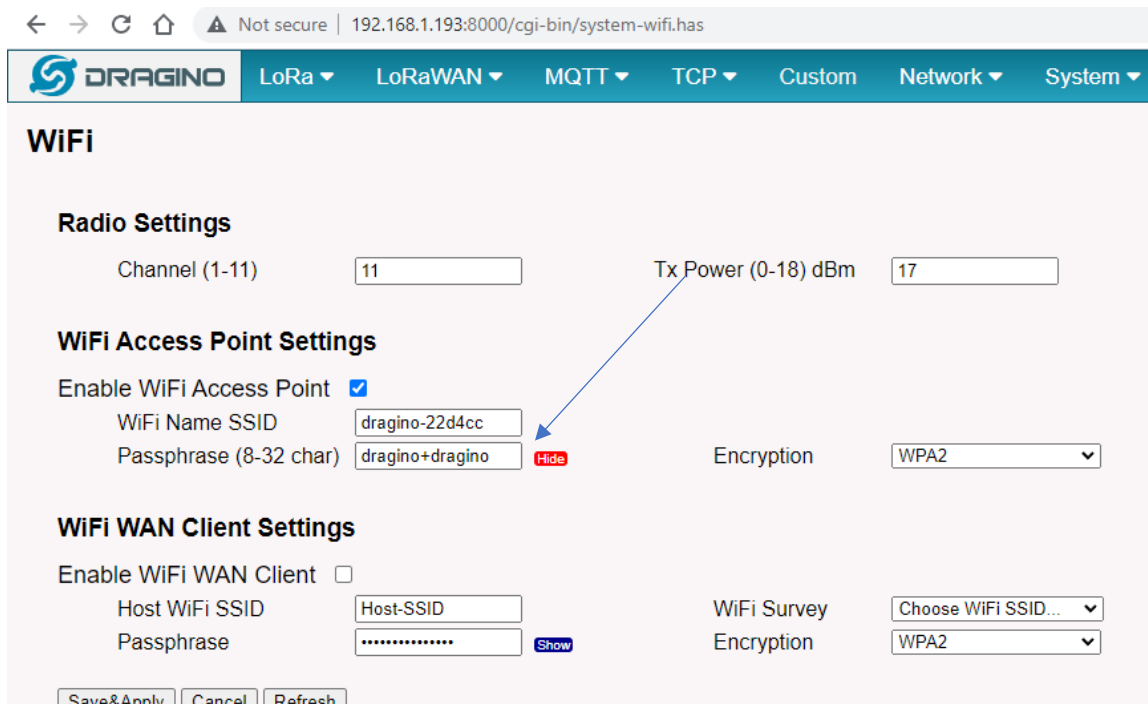 Not secure | 192.168.1.193:8000/cgi-bin/system-wifi.has
DRAGINO LoRa LoRaWAN MQTT TCP Custom Network System
WiFi
Radio Settings
Channel (1-11) 11 Tx Power (0-18) dBm 17
WiFi Access Point Settings
Enable WiFi Access Point
WiFi Name SSID dragino-22d4cc
Passphrase (8-32 char) dragino+dragino Hide Encryption WPA2
WiFi WAN Client Settings
Enable WiFi WAN Client
Host WiFi SSID Host-SSID WiFi Survey Choose WiFi SSID...
Passphrase ••••••••••••••• Show Encryption WPA2
Save&Apply Cancel Refresh